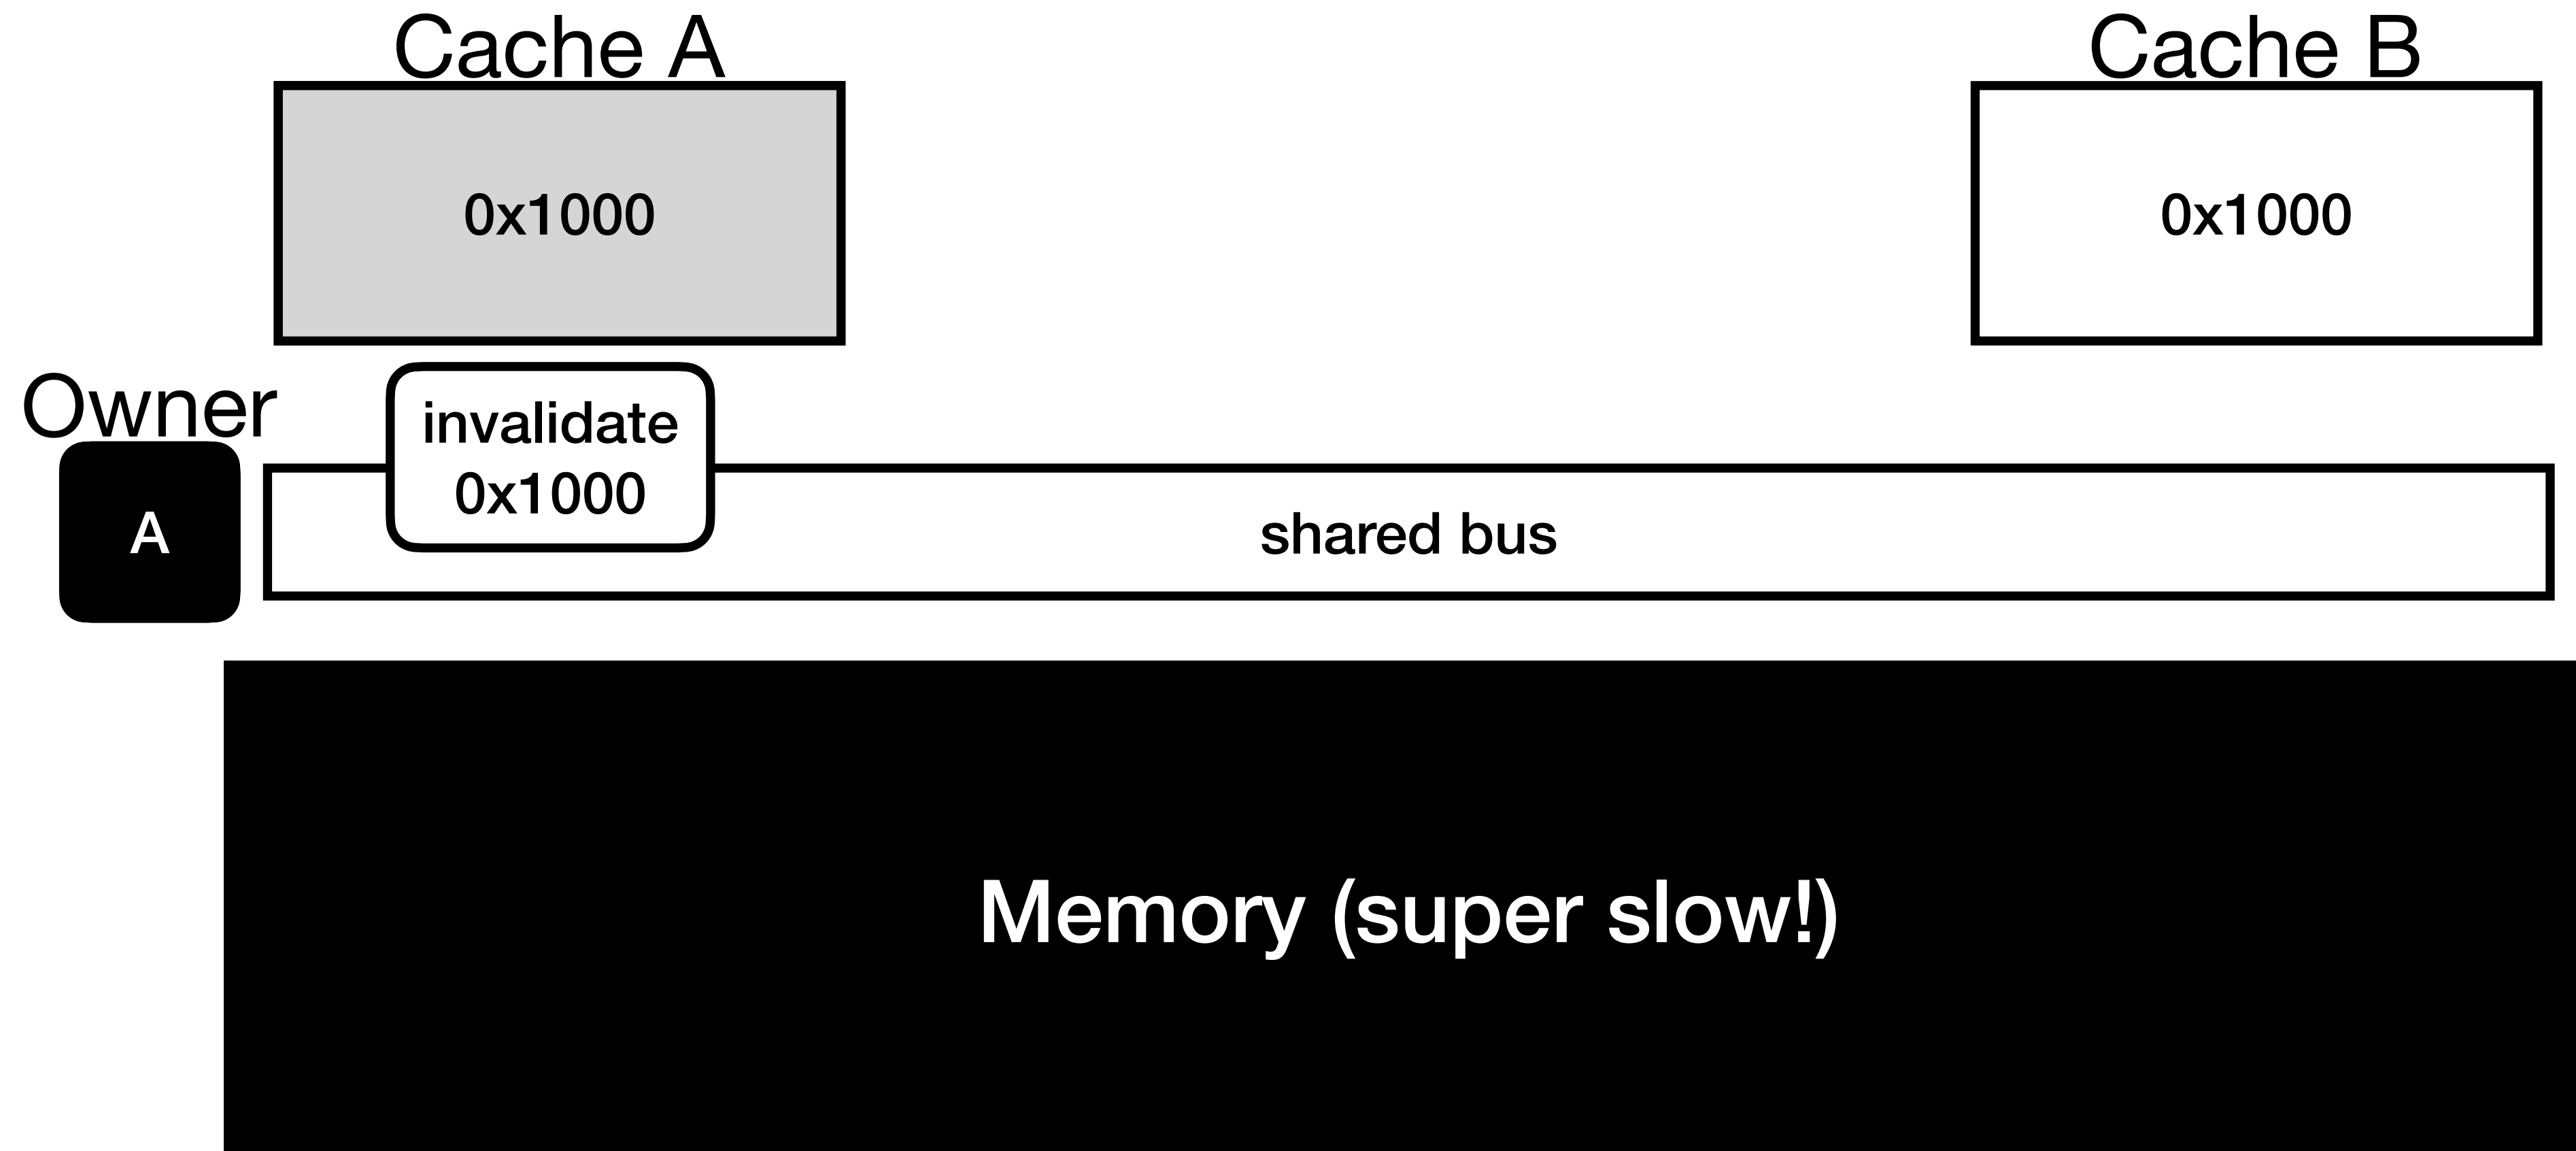 Cache A
Cache B
0x1000
0x1000
Owner
invalidate
0x1000
A
shared bus
Memory (super slow!)